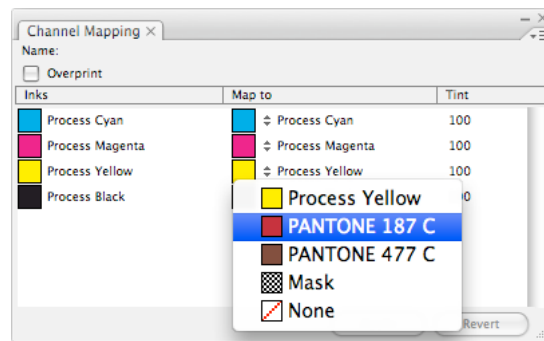 Channel Mapping ×
Name:
Overprint
Inks Map to Tint
Process Cyan Process Cyan 100
Process Magenta Process Magenta 100
Process Yellow Process Yellow 100
Process Black 0
Process Yellow
PANTONE 187 C
PANTONE 477 C
Mask
None
Revert